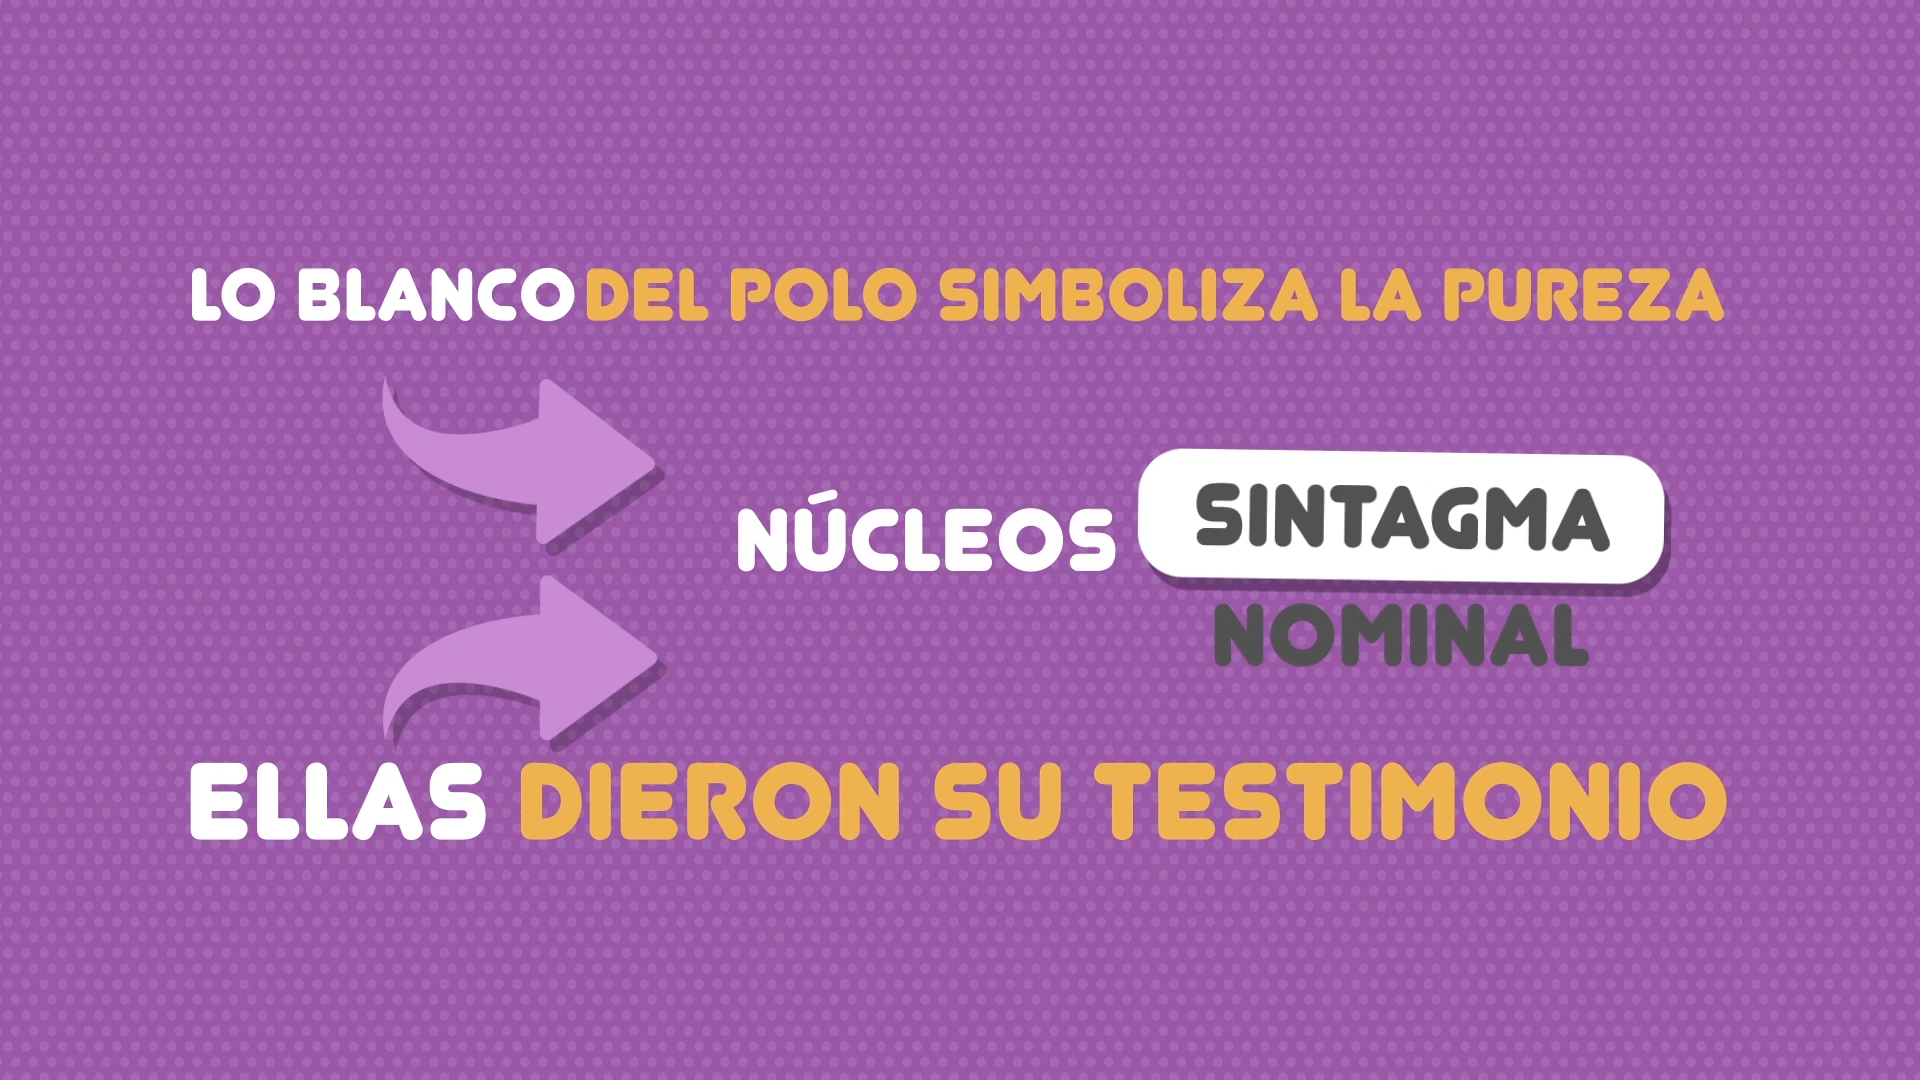 LO BLANCO DEL POLO SIMBOLIZA LA PUREZA
NÚCLEOS SINTAGMA
NOMINAL
ELLAS DIERON SU TESTIMONIO